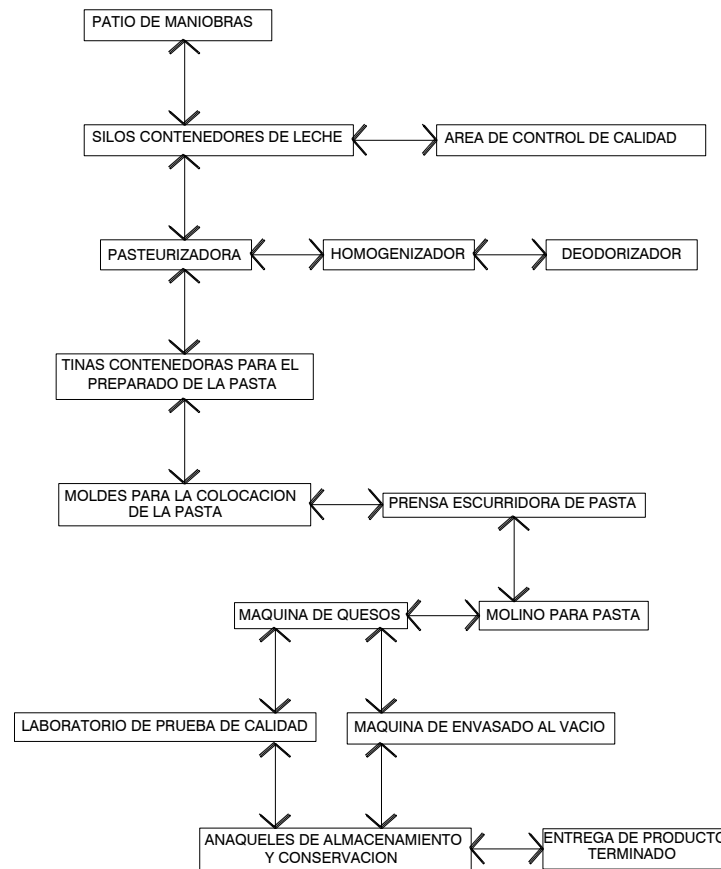 PATIO DE MANIOBRAS
SILOS CONTENEDORES DE LECHE
AREA DE CONTROL DE CALIDAD
PASTEURIZADORA
HOMOGENIZADOR
DEODORIZADOR
TINAS CONTENEDORAS PARA EL
PREPARADO DE LA PASTA
MOLDES PARA LA COLOCACION
DE LA PASTA
PRENSA ESCURRIDORA DE PASTA
MAQUINA DE QUESOS
MOLINO PARA PASTA
LABORATORIO DE PRUEBA DE CALIDAD
MAQUINA DE ENVASADO AL VACIO
ANAQUELES DE ALMACENAMIENTO
Y CONSERVACION
ENTREGA DE PRODUCTO
TERMINADO